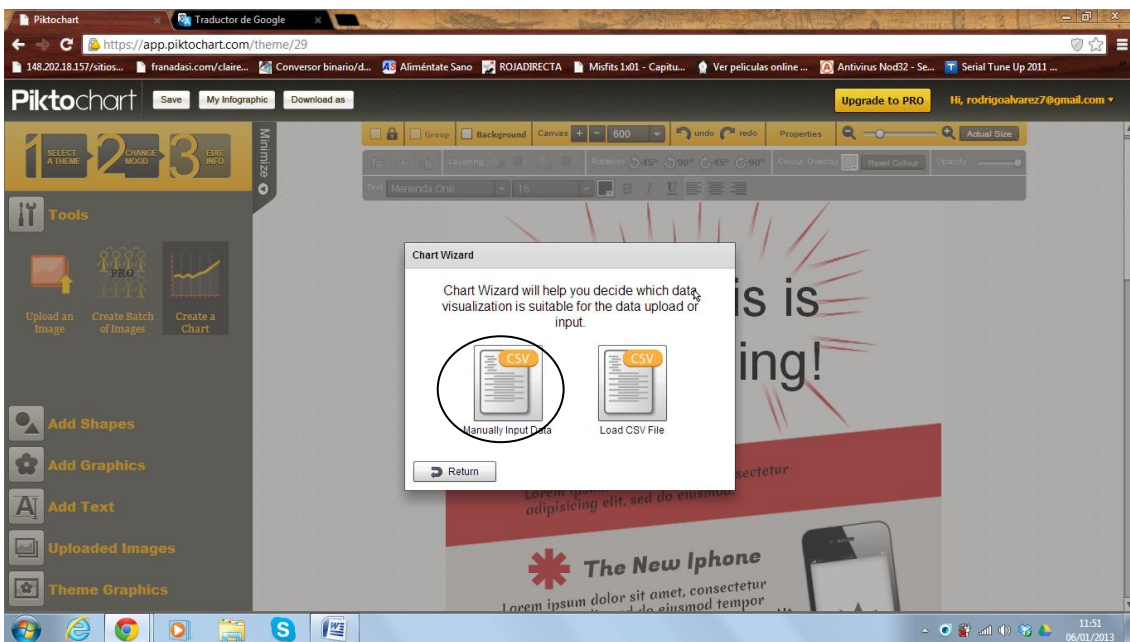 Piktochart
Traductor de Google
https://app.piktochart.com/theme/29
148.202.18.157/sitios...
franadasi.com/claire...
Conversor binario/d...
Aliméntate Sano
ROJADIRECTA
Misfits 1x01 - Capitu...
Ver peliculas online ...
Antivirus Nod32 - Se...
Serial Tune Up 2011 ...
Piktochart
Save
My Infographic
Download as
Upgrade to PRO
Hi, rodrigoalvarez7@gmail.com
1 SELECT A THEME
2 CHANGE MOOD
3 EDIT INFO
Minimize
Group
Background
Canvas
+ -
600
undo
redo
Properties
Actual Size
Layering
Rotation
45°
90°
45°
-90°
Colour Overlay
Reset Colour
Opacity
Text
Merienda One
16
B I U
Tools
PRO
Upload an Image
Create Batch of Images
Create a Chart
Add Shapes
Add Graphics
Add Text
Uploaded Images
Theme Graphics
Chart Wizard
Chart Wizard will help you decide which data
visualization is suitable for the data upload or
input.
CSV
CSV
Manually Input Data
Load CSV File
Return
is is
ing!
adipisicing elit, sed do eiusmod
The New Iphone
Lorem ipsum dolor sit amet, consectetur
11:51
06/01/2013